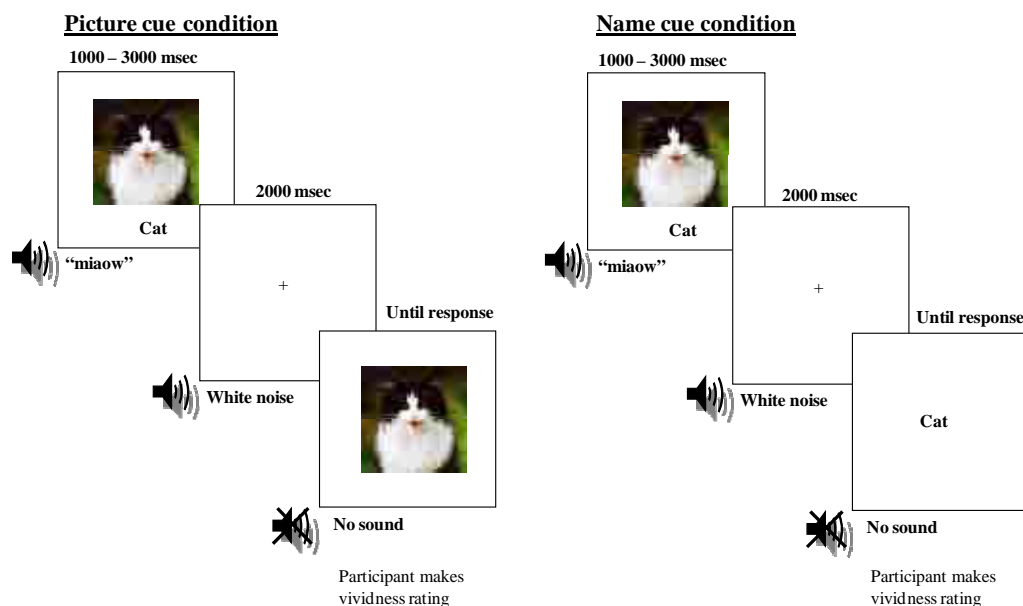 Picture cue condition
1000 – 3000 msec
Cat
“miaow”
2000 msec
+
White noise
Until response
No sound
Participant makes
vividness rating
Name cue condition
1000 – 3000 msec
Cat
“miaow”
2000 msec
+
White noise
Until response
Cat
No sound
Participant makes
vividness rating